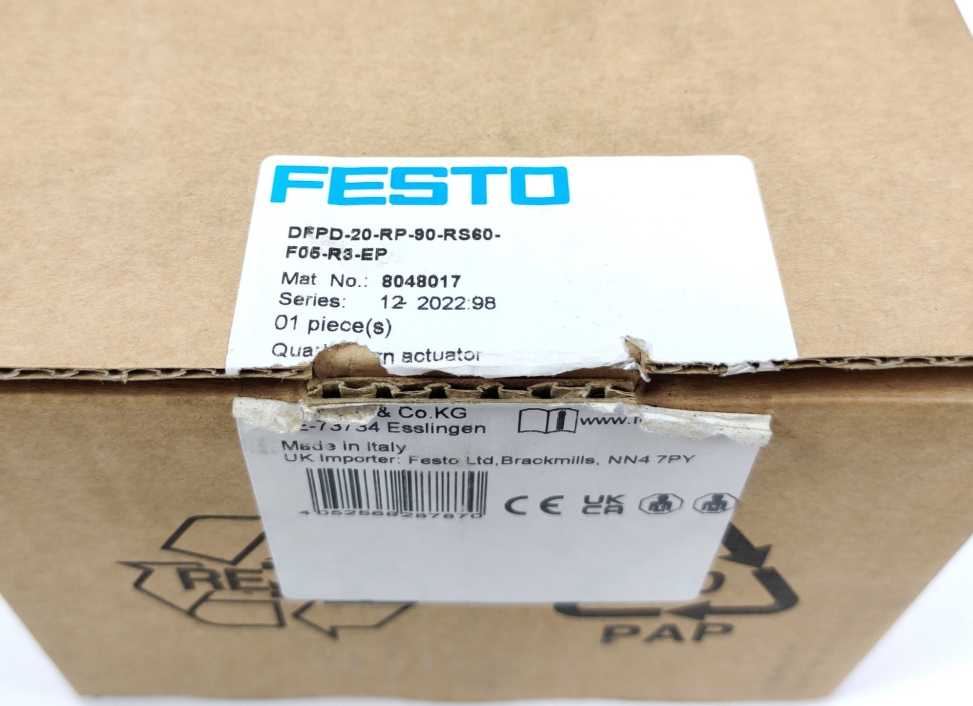 FESTO
DFPD-20-RP-90-RS60-
F05-R3-EP
Mat No.: 8048017
Series: 12- 2022:98
01 piece(s)
actuator
& Co.KG
Esslingen
Made in Italy
UK Importer: Festo Ltd, Brackmills, NN4 7PY
CE UK CA
PAP